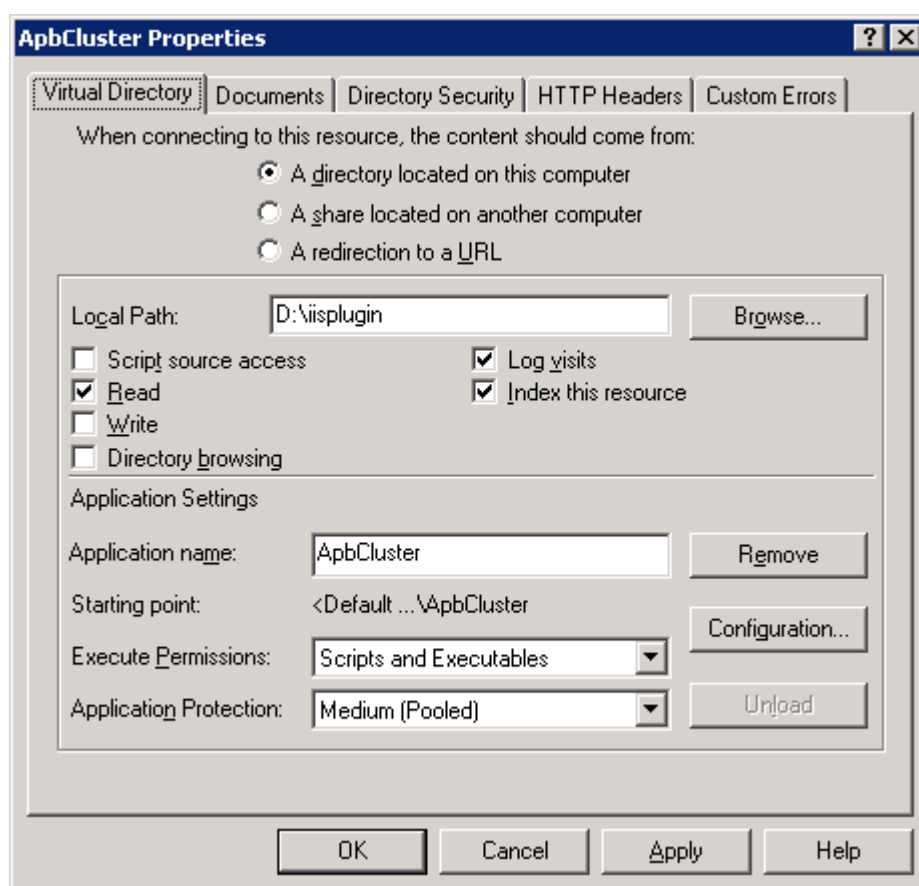 ApbCluster Properties
Virtual Directory Documents Directory Security HTTP Headers Custom Errors
When connecting to this resource, the content should come from:
A directory located on this computer
A share located on another computer
A redirection to a URL
Local Path: D:\iisplugin Browse...
Script source access Log visits
Read Index this resource
Write
Directory browsing
Application Settings
Application name: ApbCluster Remove
Starting point: <Default ...\ApbCluster
Configuration...
Execute Permissions: Scripts and Executables
Application Protection: Medium (Pooled) Unload
OK Cancel Apply Help